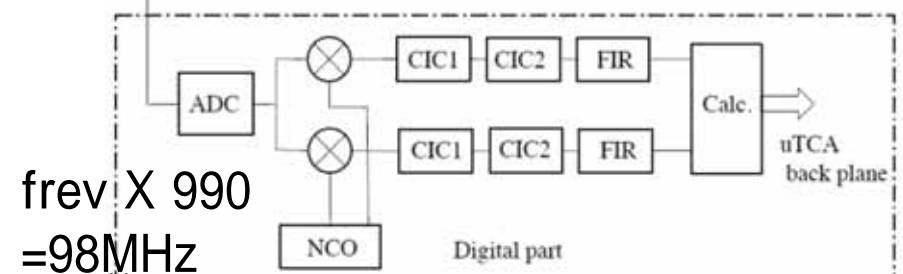 CIC1 CIC2 FIR
ADC
Calc.
CIC1 CIC2 FIR
uTCA
back plane
frev X 990
=98MHz
NCO
Digital part